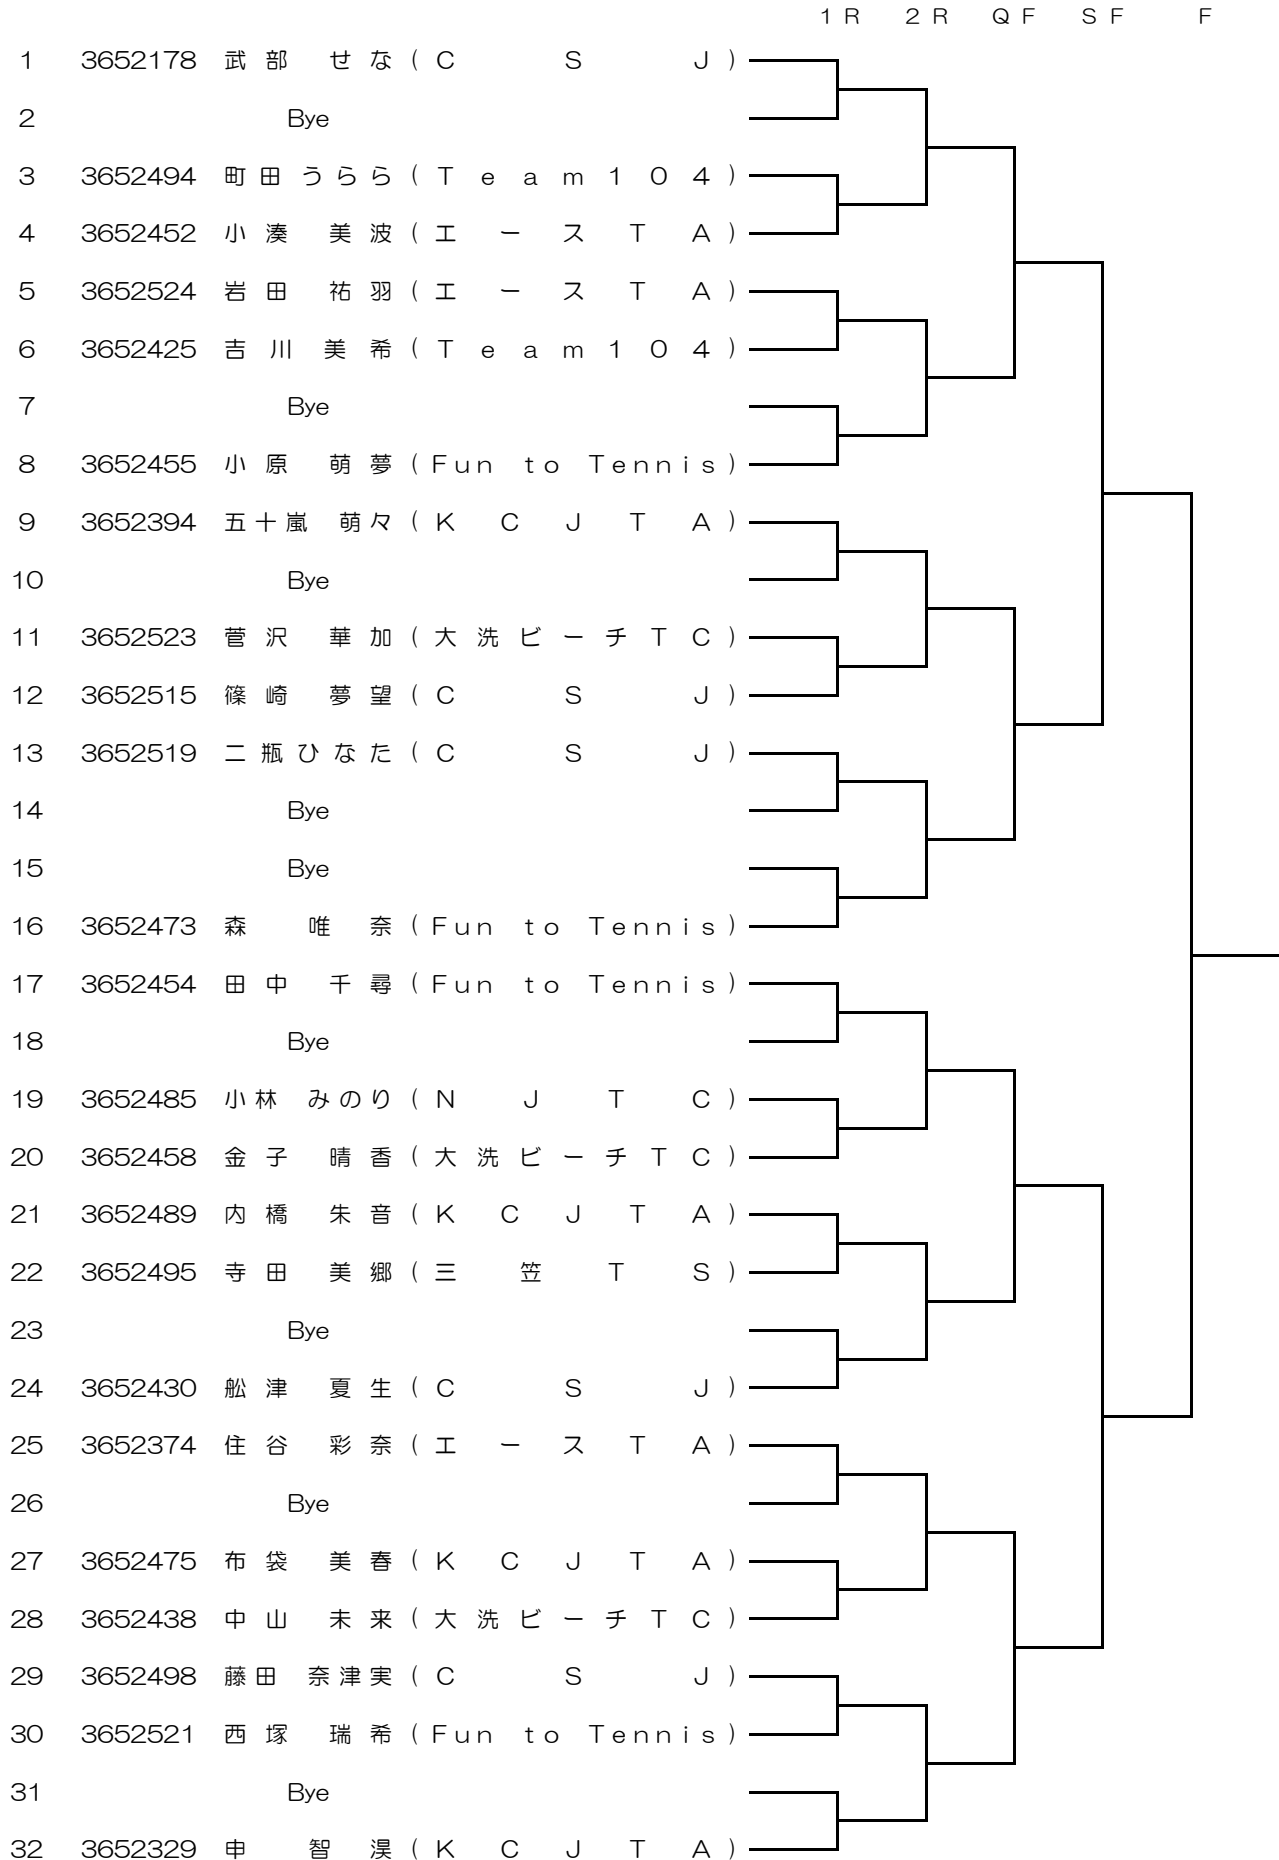 １Ｒ ２Ｒ ＱＦ ＳＦ Ｆ
1 3652178 武部 せな (ＣＳＪ)
2 Bye
3 3652494 町田うらら (Ｔｅａｍ１０４)
4 3652452 小湊 美波 (エースＴＡ)
5 3652524 岩田 祐羽 (エースＴＡ)
6 3652425 吉川 美希 (Ｔｅａｍ１０４)
7 Bye
8 3652455 小原 萌夢 (Fun to Tennis)
9 3652394 五十嵐 萌々 (ＫＣＪＴＡ)
10 Bye
11 3652523 菅沢 華加 (大洗ビーチＴＣ)
12 3652515 篠崎 夢望 (ＣＳＪ)
13 3652519 二瓶ひなた (ＣＳＪ)
14 Bye
15 Bye
16 3652473 森 唯奈 (Fun to Tennis)
17 3652454 田中 千尋 (Fun to Tennis)
18 Bye
19 3652485 小林 みのり (ＮＪＴＣ)
20 3652458 金子 晴香 (大洗ビーチＴＣ)
21 3652489 内橋 朱音 (ＫＣＪＴＡ)
22 3652495 寺田 美郷 (三笠ＴＳ)
23 Bye
24 3652430 舩津 夏生 (ＣＳＪ)
25 3652374 住谷 彩奈 (エースＴＡ)
26 Bye
27 3652475 布袋 美春 (ＫＣＪＴＡ)
28 3652438 中山 未来 (大洗ビーチＴＣ)
29 3652498 藤田 奈津実 (ＣＳＪ)
30 3652521 西塚 瑞希 (Fun to Tennis)
31 Bye
32 3652329 申 智淏 (ＫＣＪＴＡ)